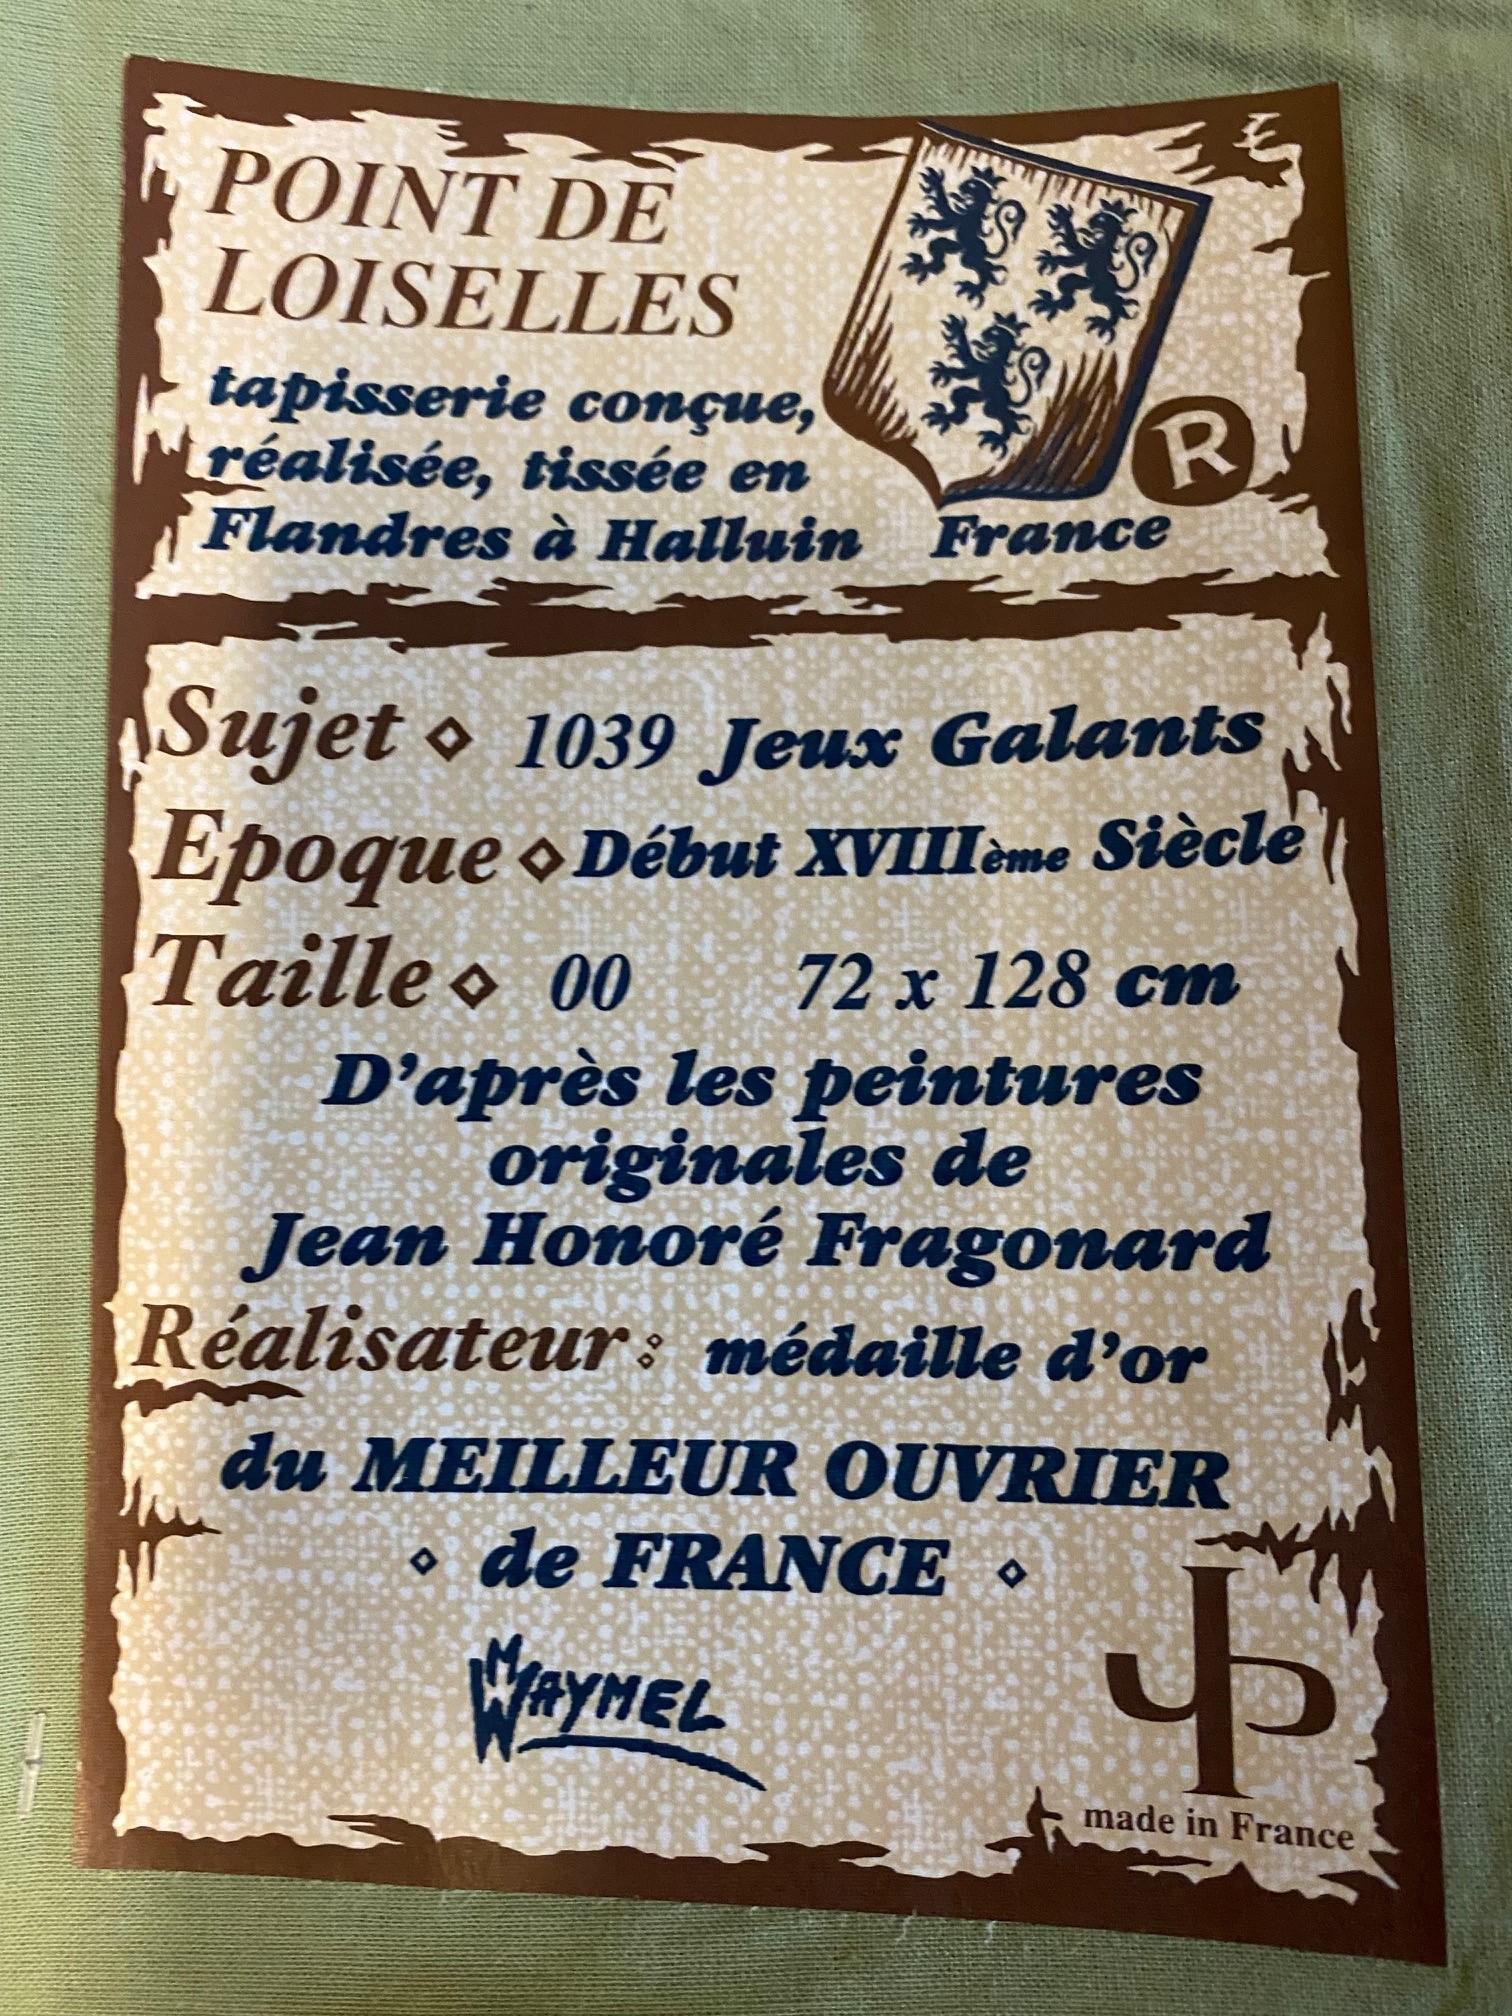 POINT DE
LOISELLES
tapisserie conçue,
réalisée, tissée en
Flandres à Halluin France
R
Sujet ◇ 1039 Jeux Galants
Epoque ◇ Début XVIIIème Siècle
Taille ◇ 00 72 x 128 cm
D'après les peintures
originales de
Jean Honoré Fragonard
Réalisateur : médaille d'or
du MEILLEUR OUVRIER
◇ de FRANCE ◇
WAYMEL
JP
made in France